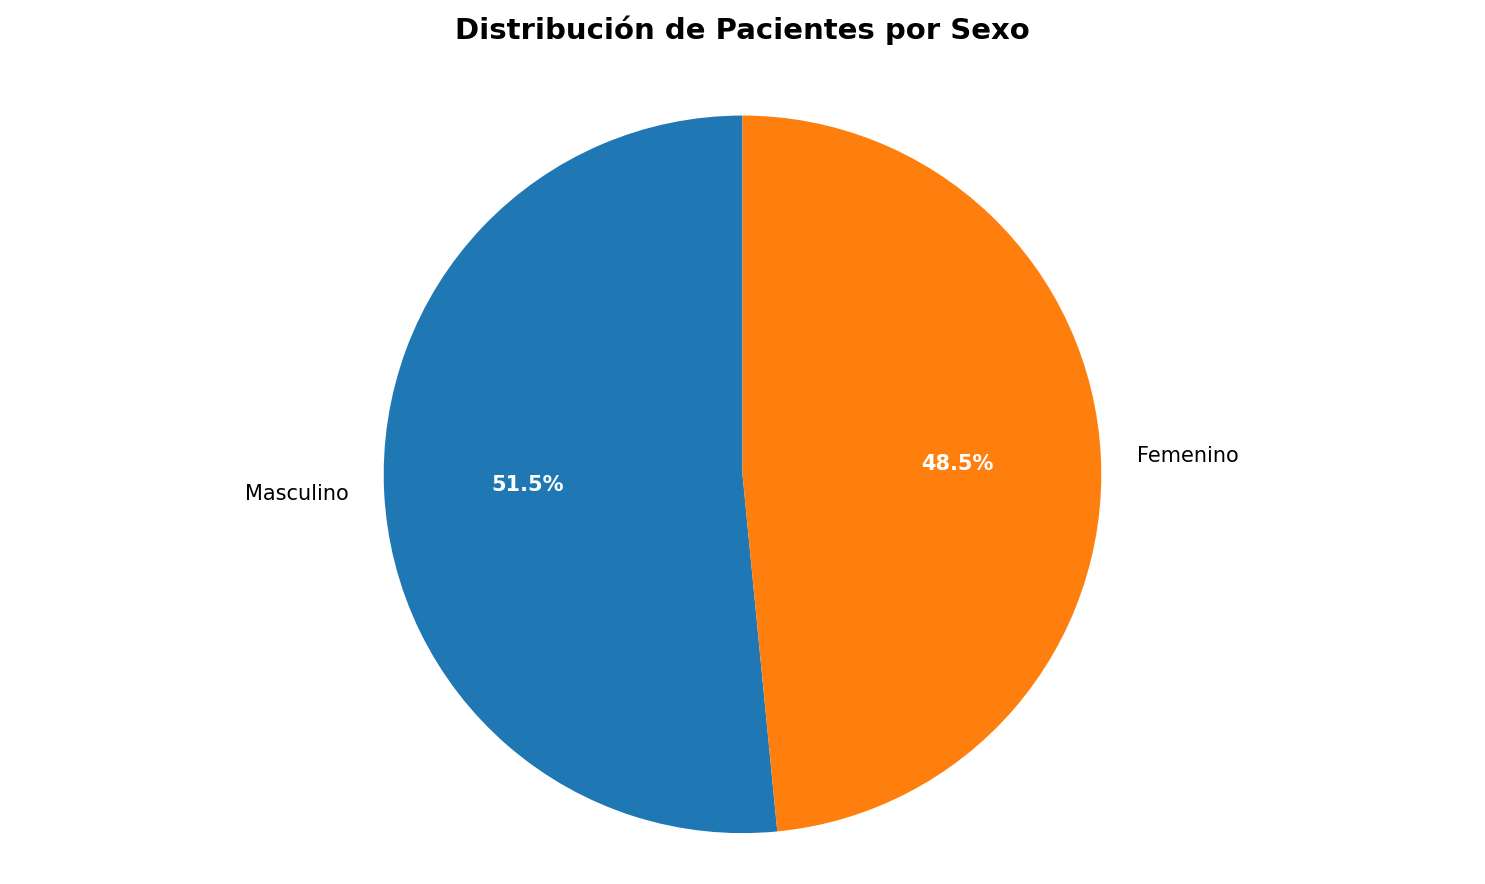 Distribución de Pacientes por Sexo
Femenino
48.5%
51.5%
Masculino